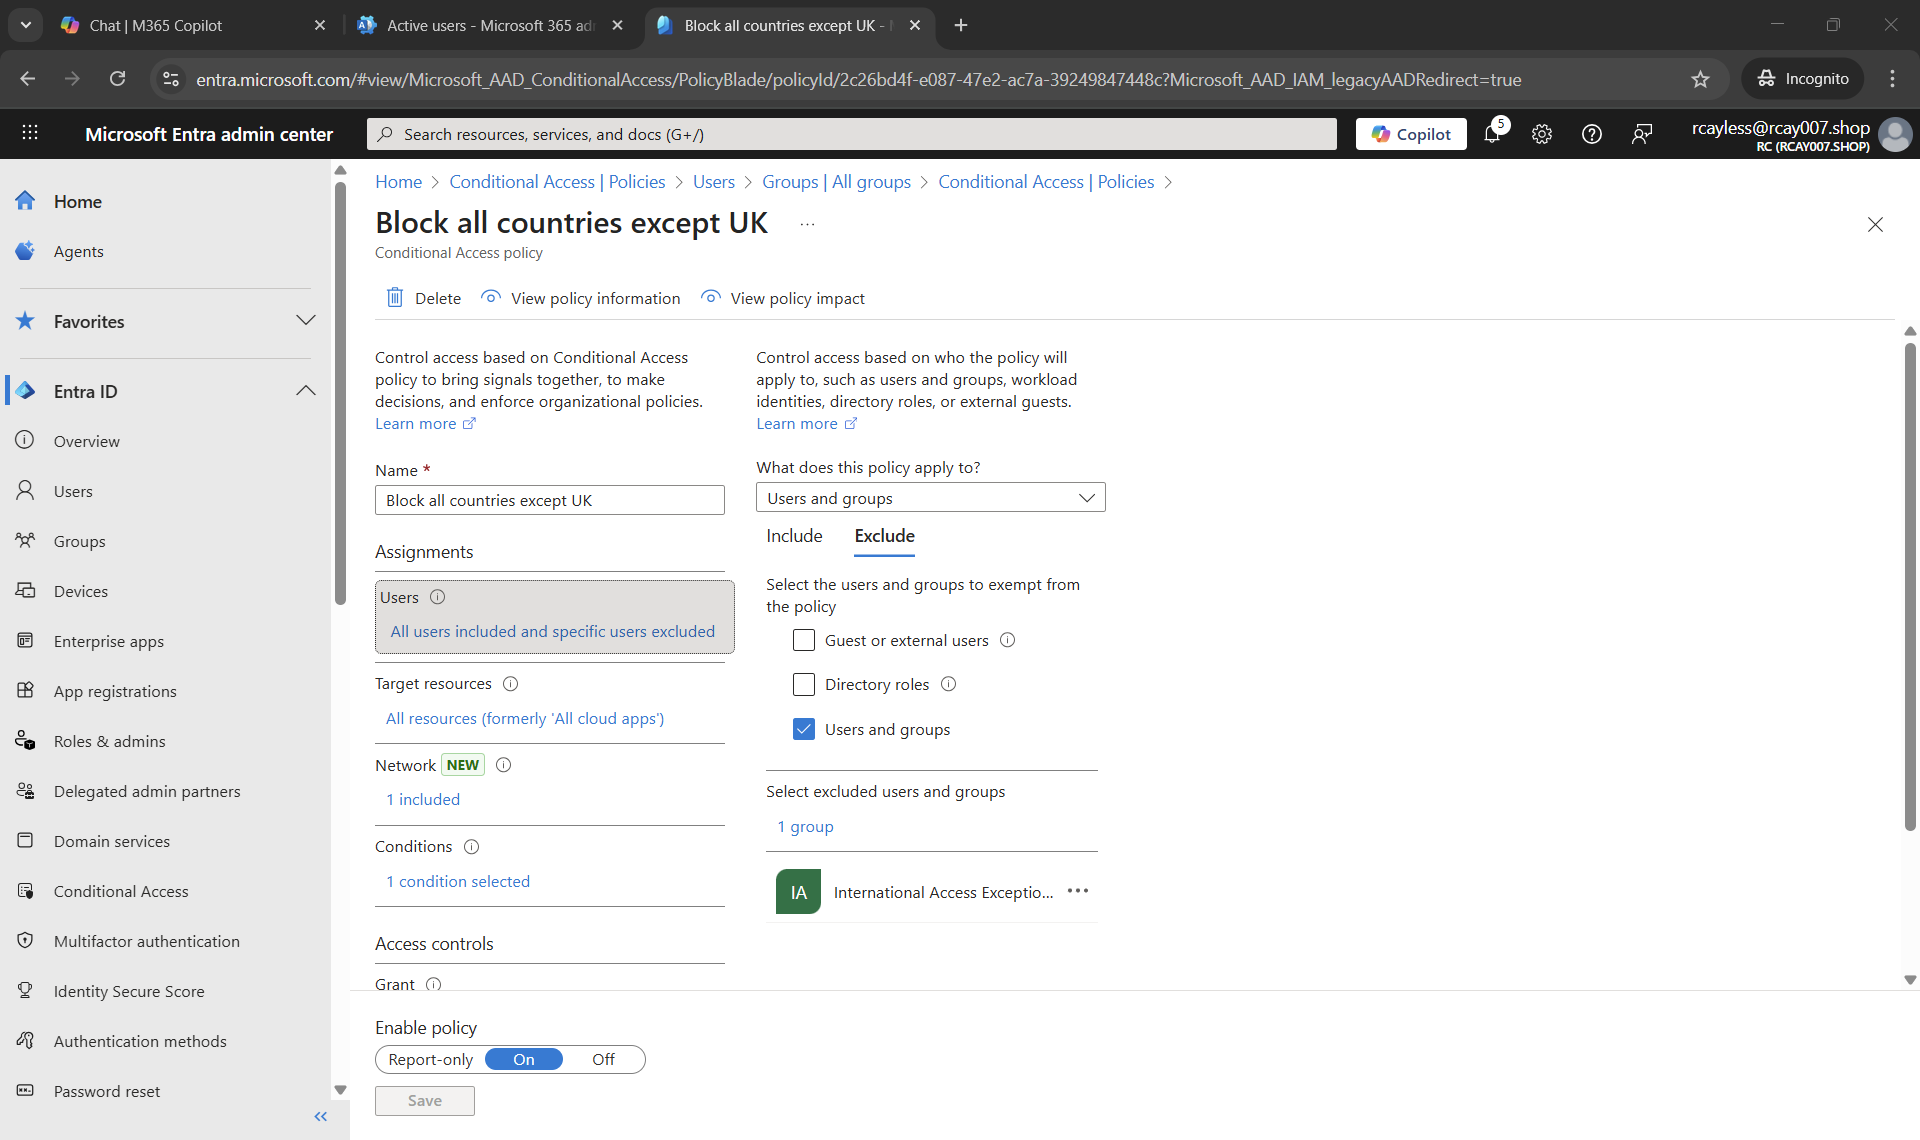 Chat | M365 Copilot
Active users - Microsoft 365 ad
Block all countries except UK -
entra.microsoft.com/#view/Microsoft_AAD_ConditionalAccess/PolicyBlade/policyId/2c26bd4f-e087-47e2-ac7a-39249847448c?Microsoft_AAD_IAM_legacyAADRedirect=true
Incognito
Microsoft Entra admin center
Search resources, services, and docs (G+/)
Copilot
5
rcayless@rcay007.shop
RC (RCAY007.SHOP)
Home
Agents
Favorites
Entra ID
Overview
Users
Groups
Devices
Enterprise apps
App registrations
Roles & admins
Delegated admin partners
Domain services
Conditional Access
Multifactor authentication
Identity Secure Score
Authentication methods
Password reset
Home > Conditional Access | Policies > Users > Groups | All groups > Conditional Access | Policies >
Block all countries except UK ...
Conditional Access policy
Delete
View policy information
View policy impact
Control access based on Conditional Access
policy to bring signals together, to make
decisions, and enforce organizational policies.
Learn more
Name *
Block all countries except UK
Assignments
Users
All users included and specific users excluded
Target resources
All resources (formerly 'All cloud apps')
Network NEW
1 included
Conditions
1 condition selected
Access controls
Grant
Control access based on who the policy will
apply to, such as users and groups, workload
identities, directory roles, or external guests.
Learn more
What does this policy apply to?
Users and groups
Include
Exclude
Select the users and groups to exempt from
the policy
Guest or external users
Directory roles
Users and groups
Select excluded users and groups
1 group
IA
International Access Exceptio...
Enable policy
Report-only
On
Off
Save